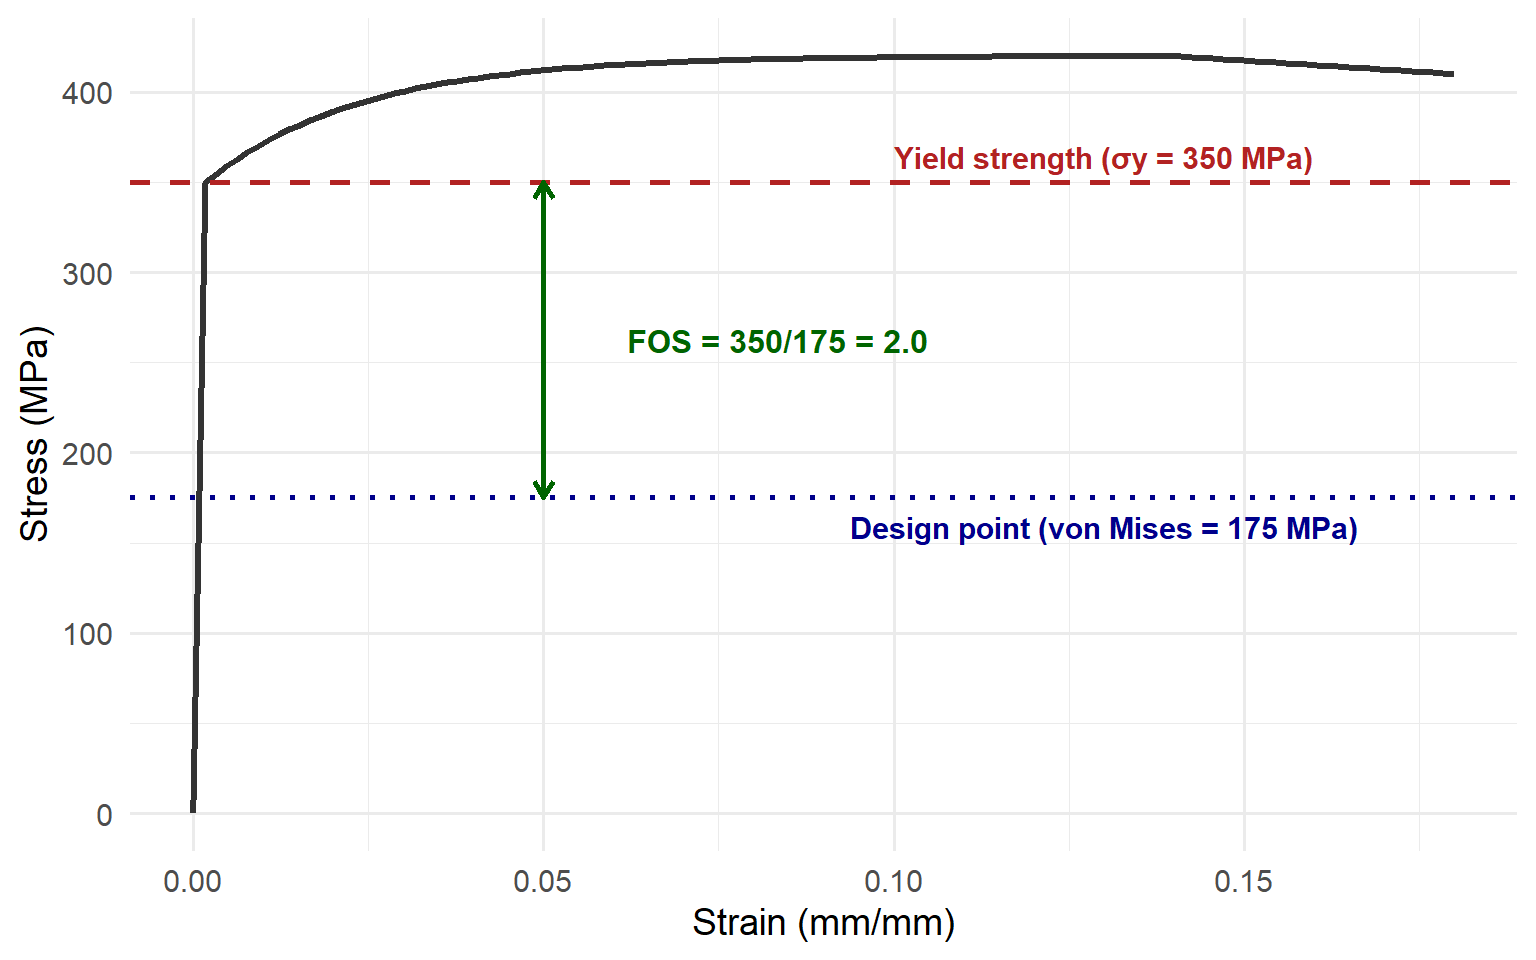 400
300
200
100
0
Stress (MPa)
Yield strength (σy = 350 MPa)
FOS = 350/175 = 2.0
Design point (von Mises = 175 MPa)
0.00
0.05
0.10
0.15
Strain (mm/mm)